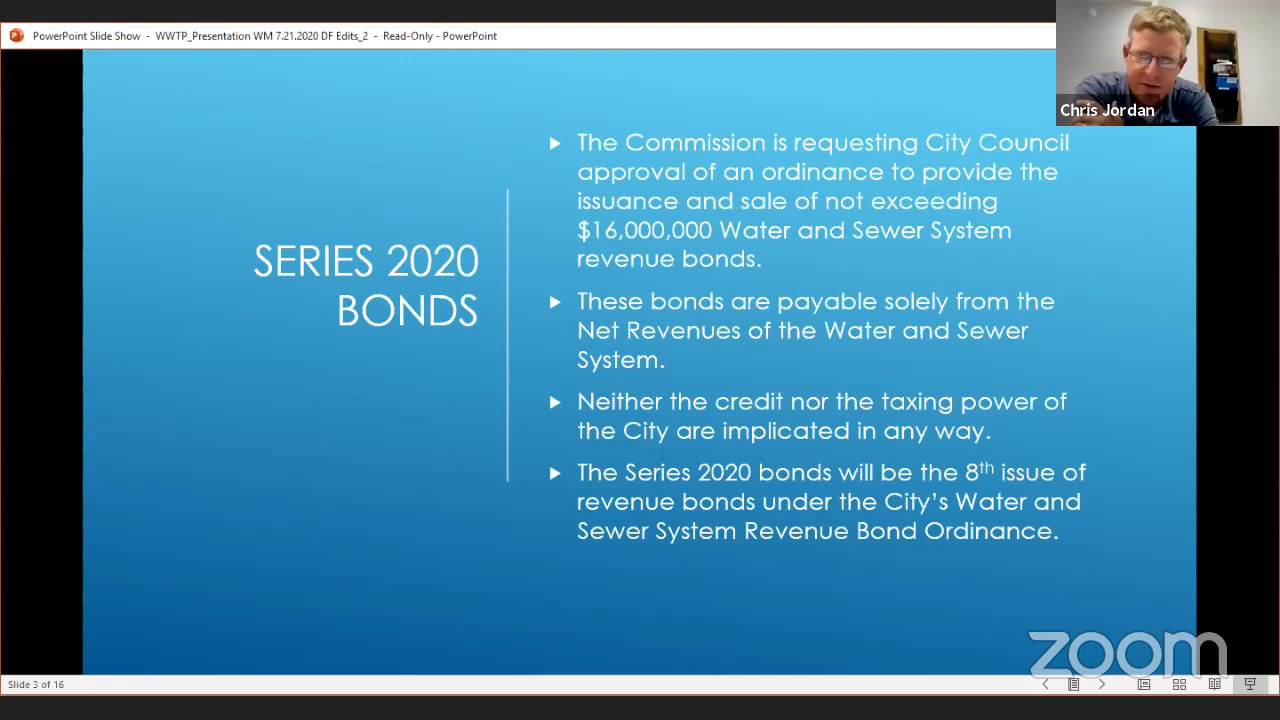 PowerPoint Slide Show - WWTP_Presentation WM 7.21.2020 DF Edits_2 - Read-Only - PowerPoint
Chris Jordan
SERIES 2020
BONDS
The Commission is requesting City Council
approval of an ordinance to provide the
issuance and sale of not exceeding
$16,000,000 Water and Sewer System
revenue bonds.
These bonds are payable solely from the
Net Revenues of the Water and Sewer
System.
Neither the credit nor the taxing power of
the City are implicated in any way.
The Series 2020 bonds will be the 8th issue of
revenue bonds under the City's Water and
Sewer System Revenue Bond Ordinance.
zoom
Slide 3 of 16